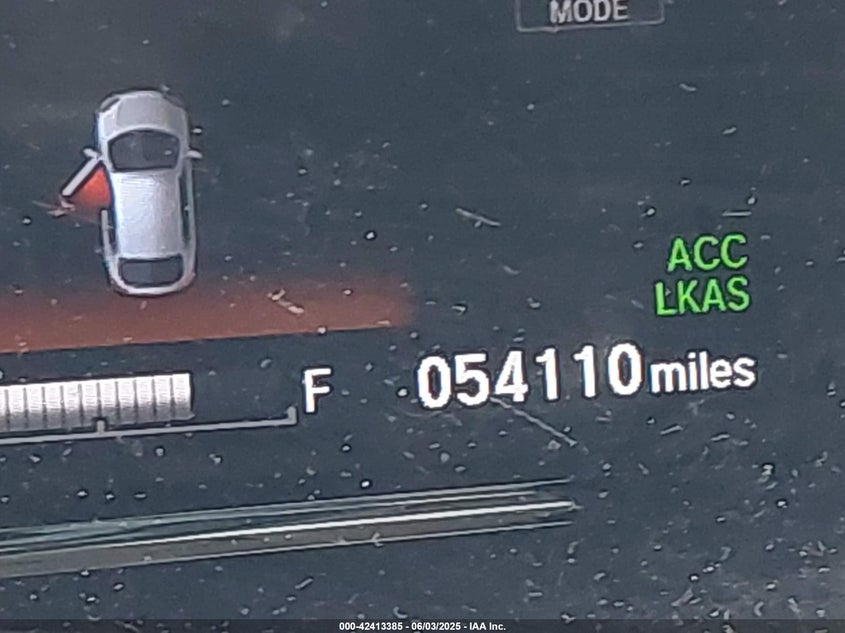 MODE
ACC
LKAS
F
054110 miles
000-42413385 - 06/03/2025 - IAA Inc.